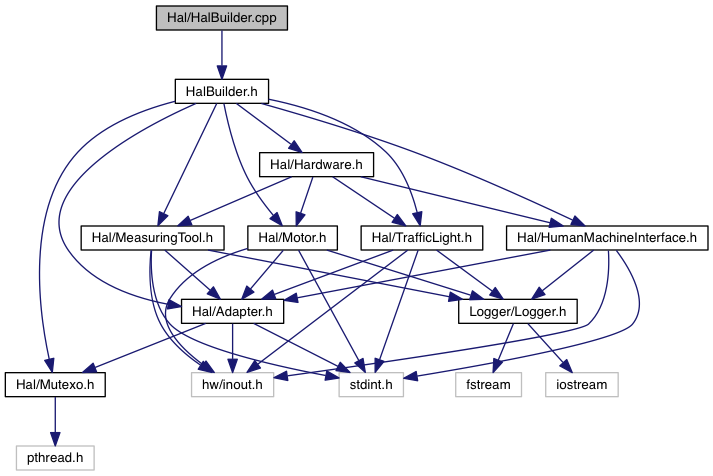 Hal/HalBuilder.cpp
HalBuilder.h
Hal/Hardware.h
Hal/MeasuringTool.h
Hal/Motor.h
Hal/TrafficLight.h
Hal/HumanMachineInterface.h
Hal/Adapter.h
Logger/Logger.h
Hal/Mutexo.h
hw/inout.h
stdint.h
fstream
iostream
pthread.h